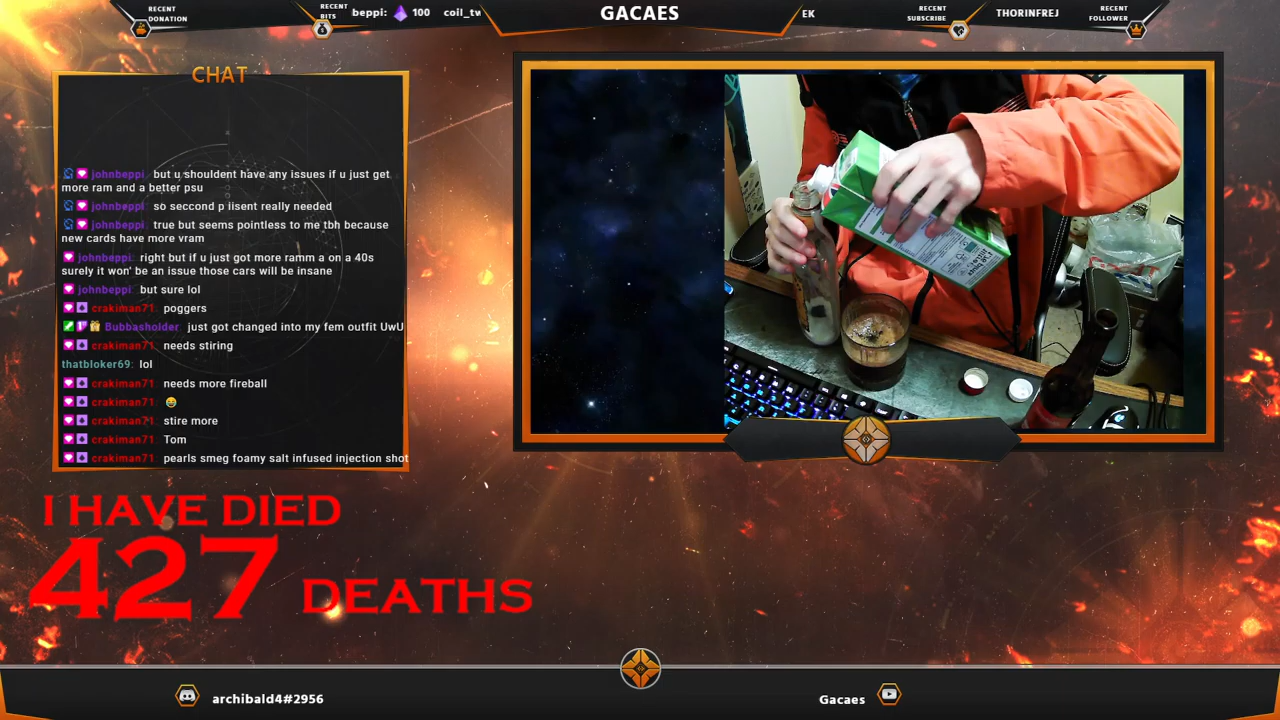 RECENT
DONATION
RECENT
BITS
beppi: 100 coil_tw
GACAES
EK
RECENT
SUBSCRIBE
THORINFREJ
RECENT
FOLLOWER
CHAT
johnbeppi: but u shouldent have any issues if u just get
more ram and a better psu
johnbeppi: so seccond p iisent really needed
johnbeppi: true but seems pointless to me tbh because
new cards have more vram
johnbeppi: right but if u just got more ramm a on a 40s
surely it won' be an issue those cars will be insane
johnbeppi: but sure lol
crakiman71: poggers
Bubbasholder: just got changed into my fem outfit UwU
crakiman71: needs stiring
thatbloker69: lol
crakiman71: needs more fireball
crakiman71: 😄
crakiman71: stire more
crakiman71: Tom
crakiman71: pearls smeg foamy salt infused injection shot
I HAVE DIED
427 DEATHS
archibald4#2956
Gacaes